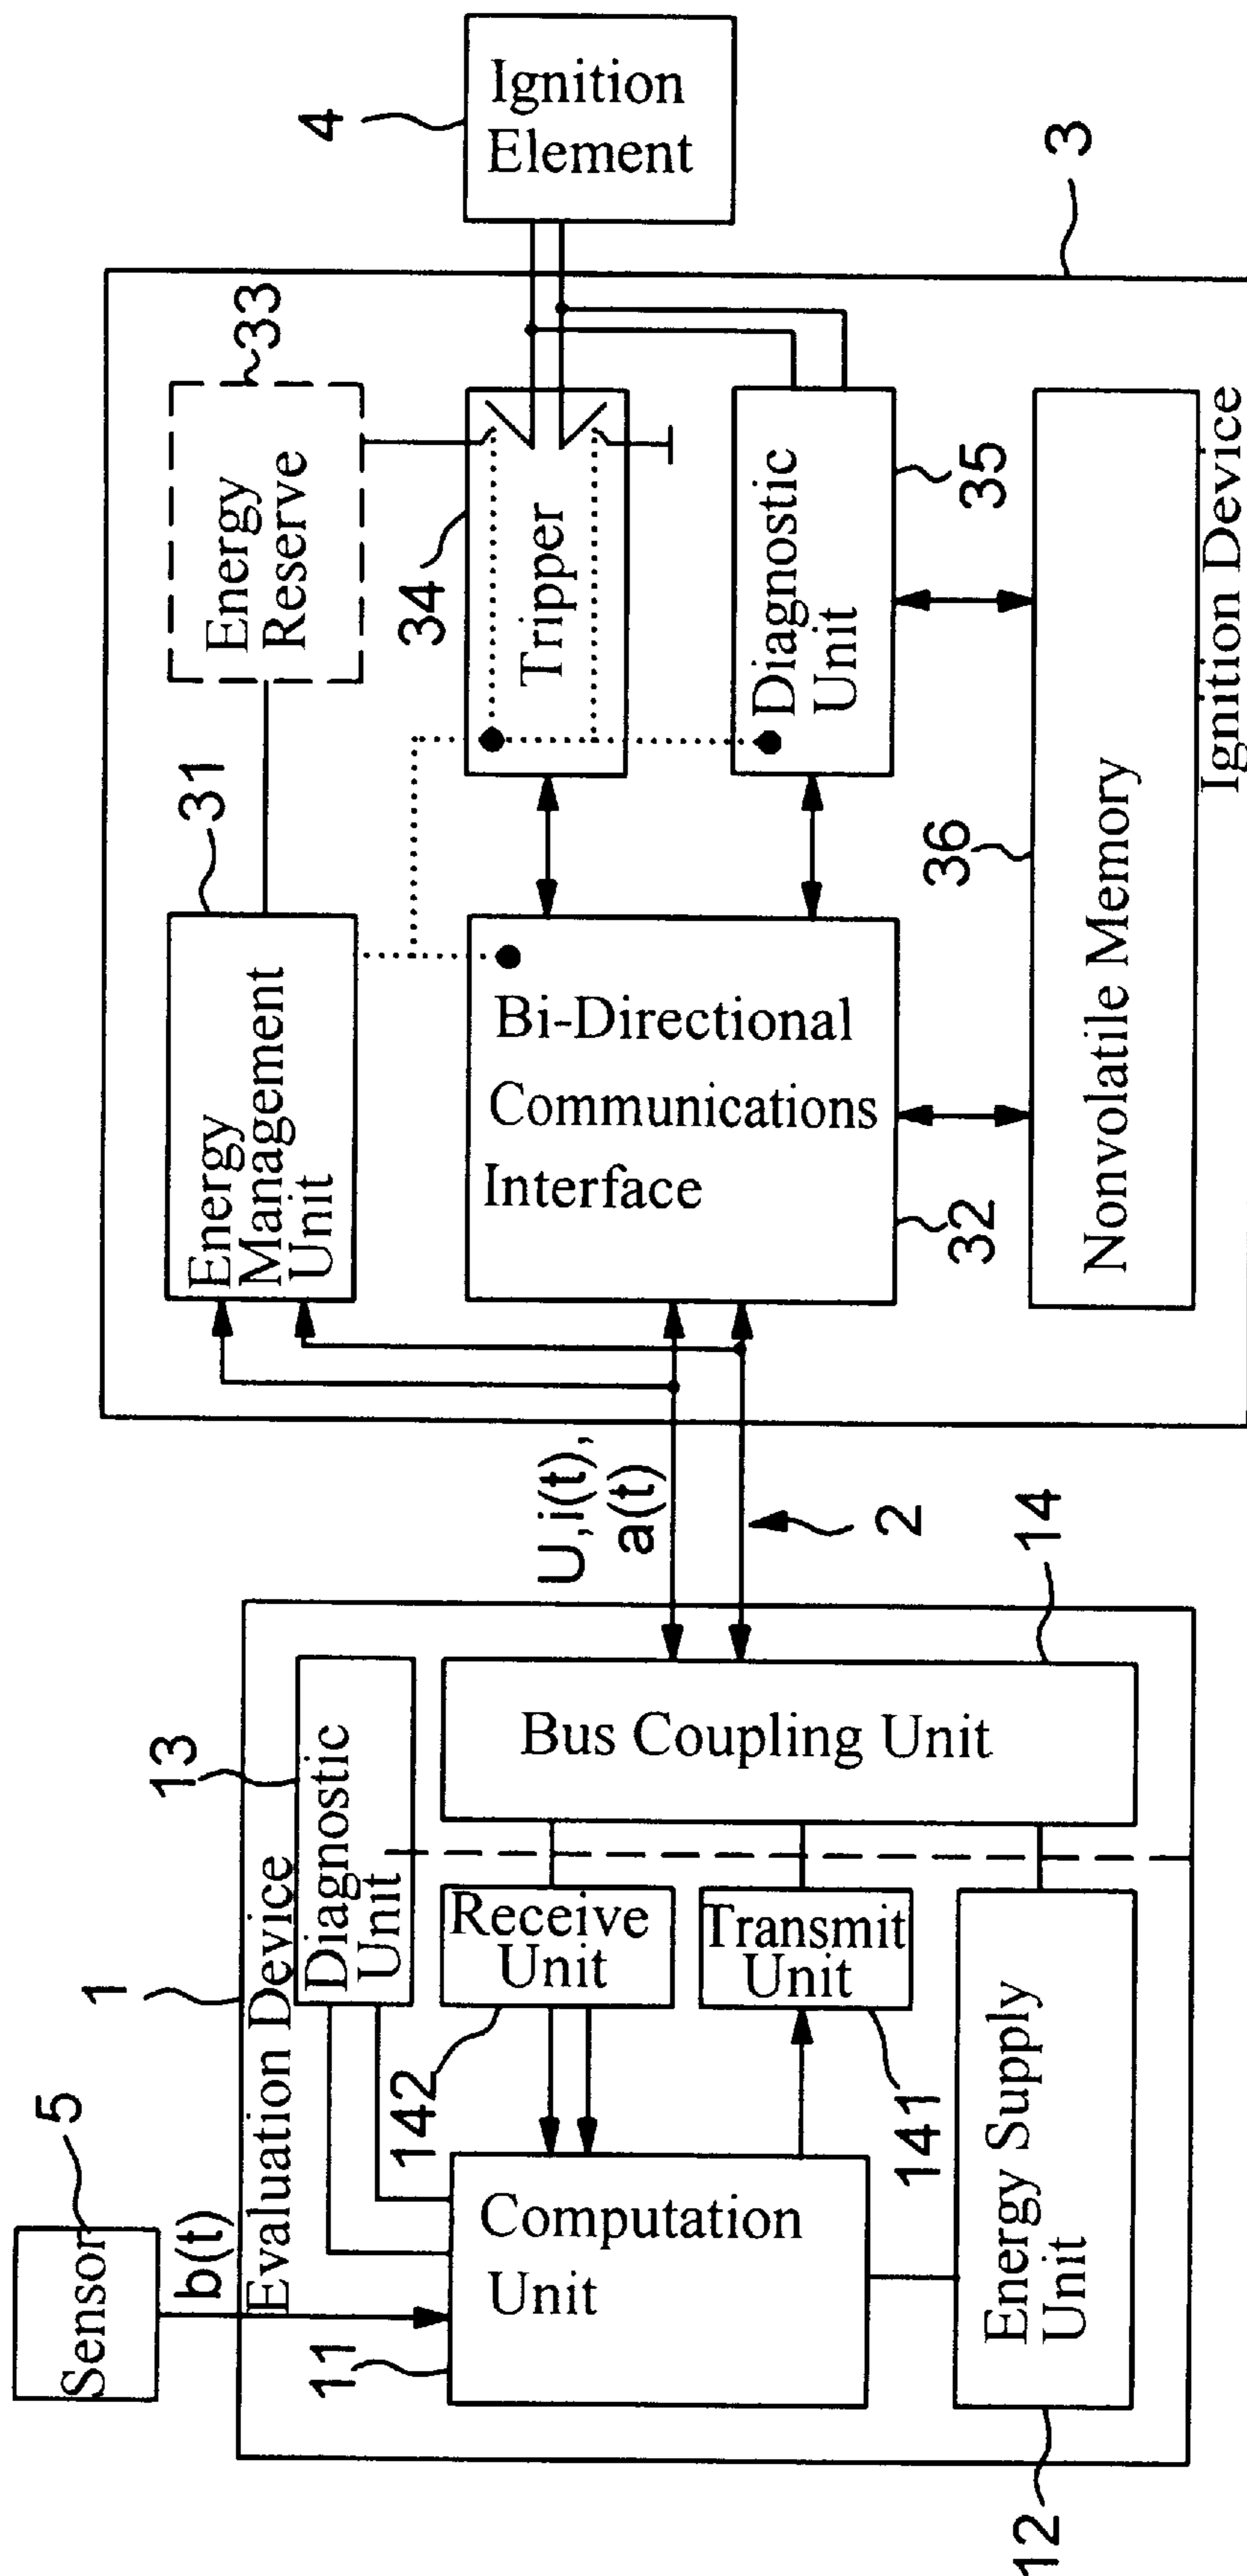 5
Sensor
b(t)
1
Evaluation Device
13
Diagnostic
Unit
142
Receive
Unit
11
Computation
Unit
Transmit
Unit
141
Energy Supply
Unit
12
Bus Coupling Unit
14
U,i(t),
a(t)
2
31
Energy
Management
Unit
33
Energy
Reserve
34
Tripper
4
Ignition
Element
Bi-Directional
Communications
Interface
32
Diagnostic
Unit
35
36
Nonvolatile Memory
Ignition Device
3